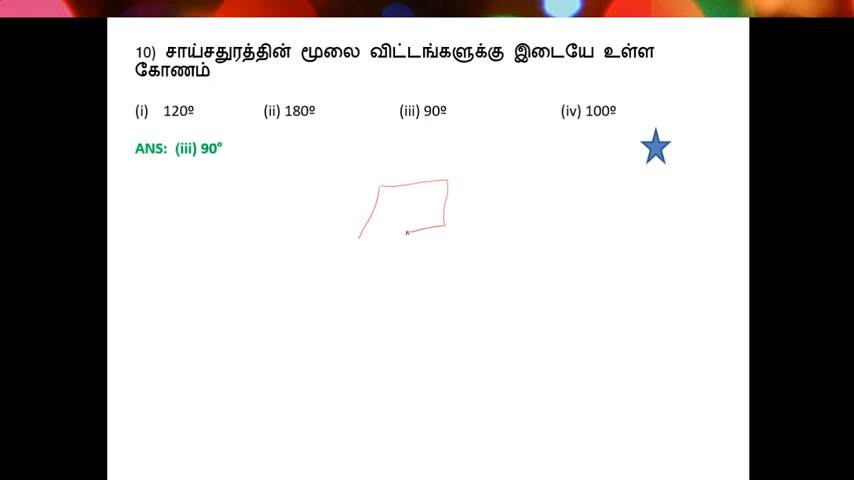 10) சாய்சதுரத்தின் மூலை விட்டங்களுக்கு இடையே உள்ள
கோணம்
(i) 120º (ii) 180º (iii) 90º (iv) 100º
ANS: (iii) 90°